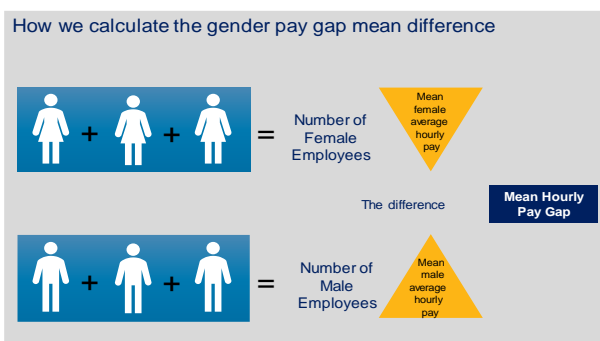 How we calculate the gender pay gap mean difference
+ + =
Number of
Female
Employees
Mean
female
average
hourly
pay
The difference
Mean Hourly
Pay Gap
+ + =
Number of
Male
Employees
Mean
male
average
hourly
pay